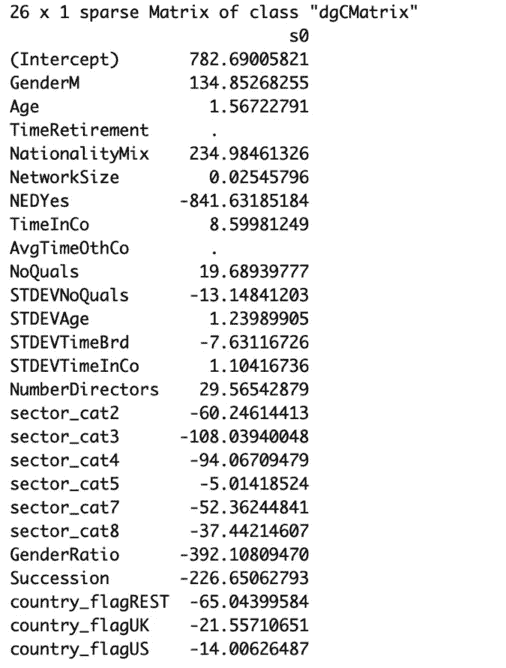 26 x 1 sparse Matrix of class "dgCMatrix"
s0
(Intercept) 782.69005821
GenderM 134.85268255
Age 1.56722791
TimeRetirement .
NationalityMix 234.98461326
NetworkSize 0.02545796
NEDYes -841.63185184
TimeInCo 8.59981249
AvgTimeOthCo .
NoQuals 19.68939777
STDEVNoQuals -13.14841203
STDEVAge 1.23989905
STDEVTimeBrd -7.63116726
STDEVTimeInCo 1.10416736
NumberDirectors 29.56542879
sector_cat2 -60.24614413
sector_cat3 -108.03940048
sector_cat4 -94.06709479
sector_cat5 -5.01418524
sector_cat7 -52.36244841
sector_cat8 -37.44214607
GenderRatio -392.10809470
Succession -226.65062793
country_flagREST -65.04399584
country_flagUK -21.55710651
country_flagUS -14.00626487